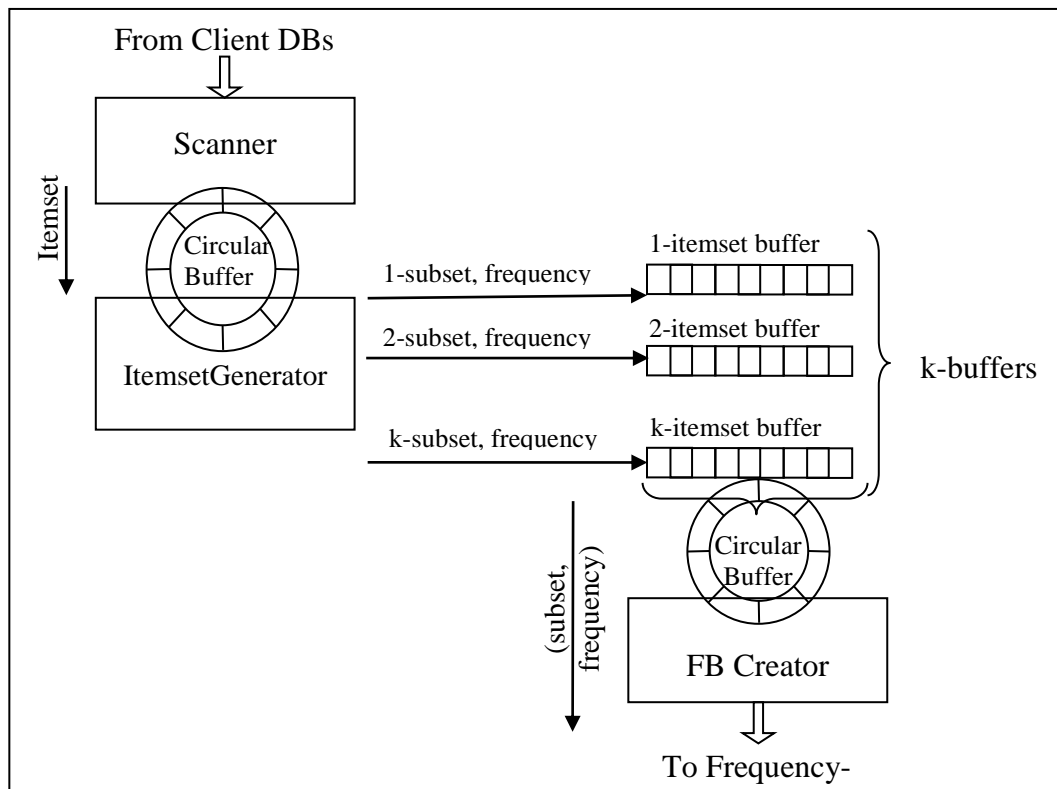 From Client DBs
Scanner
Itemset
Circular
Buffer
ItemsetGenerator
1-subset, frequency
2-subset, frequency
k-subset, frequency
1-itemset buffer
2-itemset buffer
k-itemset buffer
k-buffers
(subset,
frequency)
Circular
Buffer
FB Creator
To Frequency-